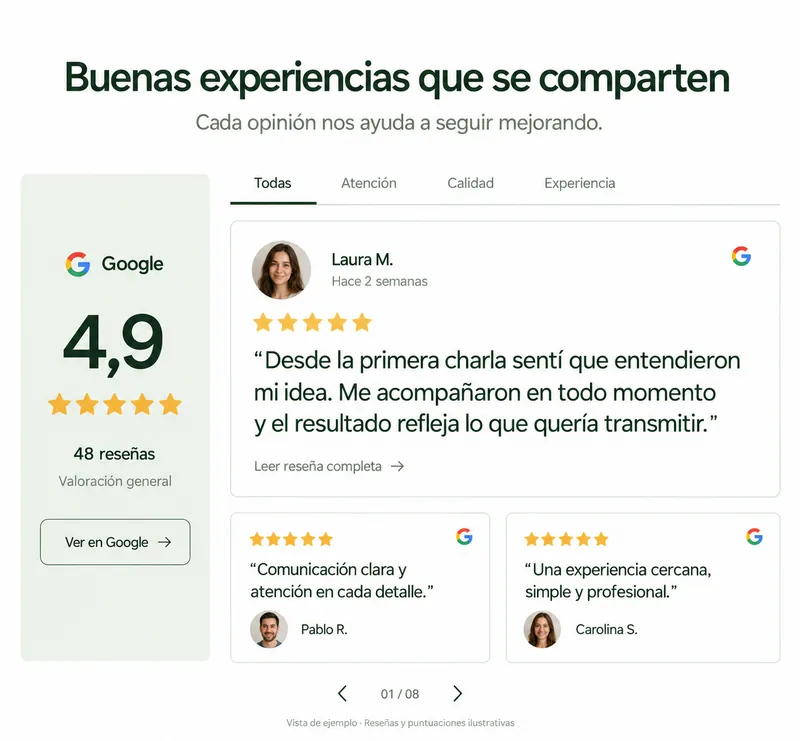 Buenas experiencias que se comparten
Cada opinión nos ayuda a seguir mejorando.
Google
4,9
48 reseñas
Valoración general
Ver en Google →
Todas
Atención
Calidad
Experiencia
Laura M.
Hace 2 semanas
“Desde la primera charla sentí que entendieron
mi idea. Me acompañaron en todo momento
y el resultado refleja lo que quería transmitir.”
Leer reseña completa →
“Comunicación clara y
atención en cada detalle.”
Pablo R.
“Una experiencia cercana,
simple y profesional.”
Carolina S.
01 / 08
Vista de ejemplo · Reseñas y puntuaciones ilustrativas